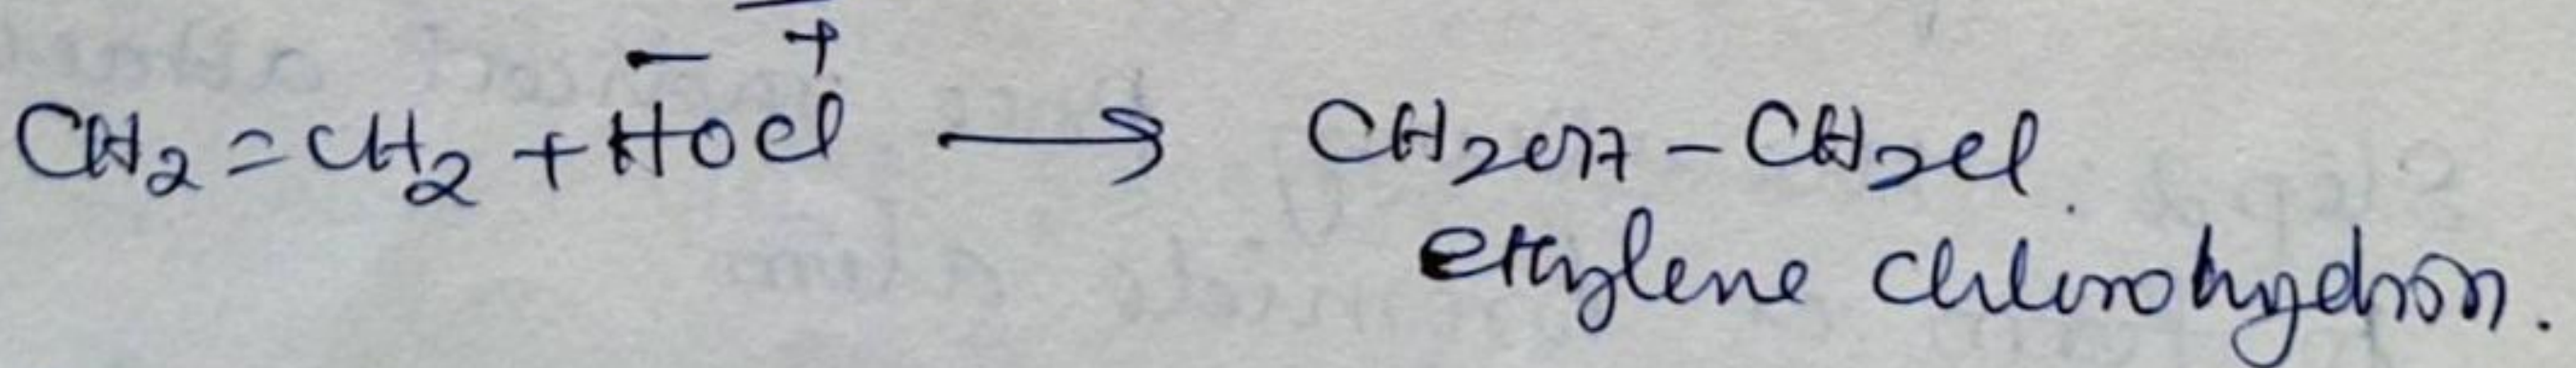 − +
CH₂=CH₂ + HOCl ⟶ CH₂OH − CH₂Cl.
ethylene chlorohydrin.